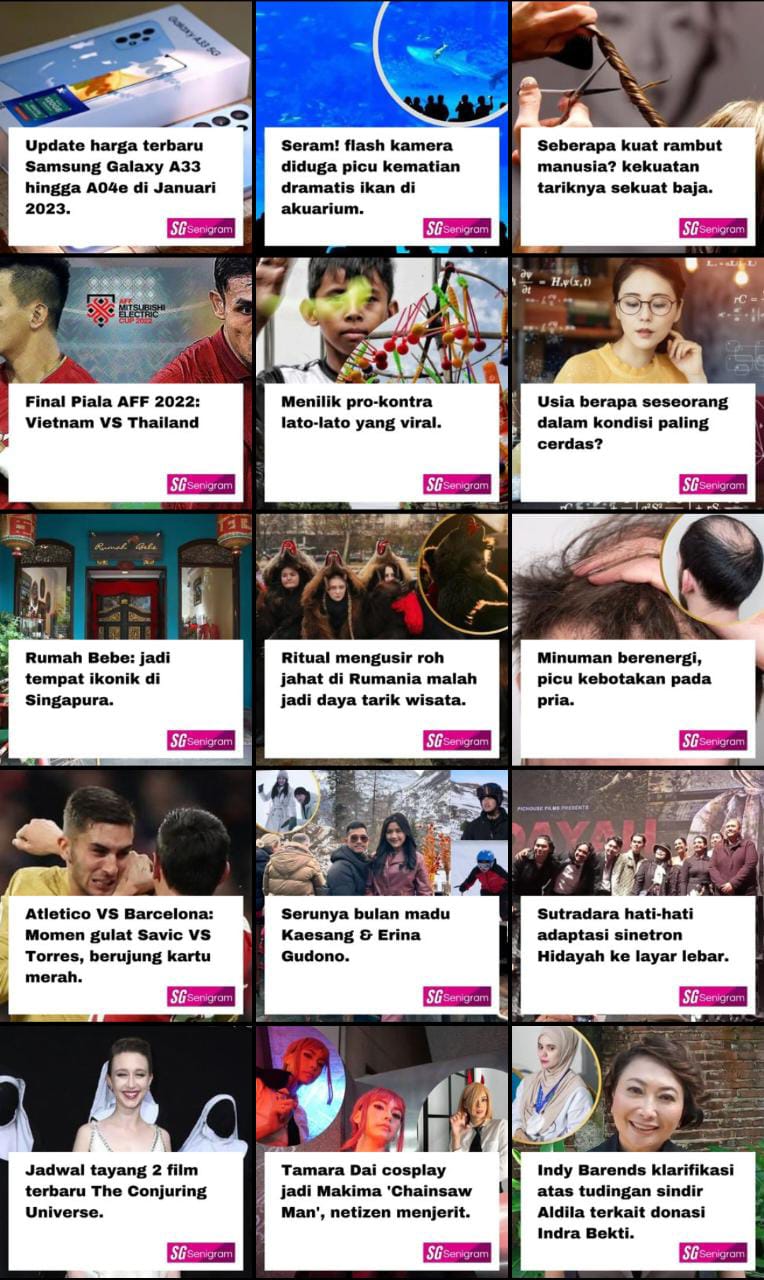 Galaxy A33 5G
Update harga terbaru
Samsung Galaxy A33
hingga A04e di Januari
2023.
SG Senigram
Seram! flash kamera
diduga picu kematian
dramatis ikan di
akuarium.
SG Senigram
Seberapa kuat rambut
manusia? kekuatan
tariknya sekuat baja.
SG Senigram
AFF
MITSUBISHI
ELECTRIC
CUP 2022
Final Piala AFF 2022:
Vietnam VS Thailand
SG Senigram
Menilik pro-kontra
lato-lato yang viral.
SG Senigram
Usia berapa seseorang
dalam kondisi paling
cerdas?
SG Senigram
Rumah Bebe
Rumah Bebe: jadi
tempat ikonik di
Singapura.
SG Senigram
Ritual mengusir roh
jahat di Rumania malah
jadi daya tarik wisata.
SG Senigram
Minuman berenergi,
picu kebotakan pada
pria.
SG Senigram
Atletico VS Barcelona:
Momen gulat Savic VS
Torres, berujung kartu
merah.
SG Senigram
Serunya bulan madu
Kaesang & Erina
Gudono.
SG Senigram
PICHOUSE FILMS PRESENTS
Sutradara hati-hati
adaptasi sinetron
Hidayah ke layar lebar.
SG Senigram
Jadwal tayang 2 film
terbaru The Conjuring
Universe.
SG Senigram
Tamara Dai cosplay
jadi Makima 'Chainsaw
Man', netizen menjerit.
SG Senigram
Indy Barends klarifikasi
atas tudingan sindir
Aldila terkait donasi
Indra Bekti.
SG Senigram